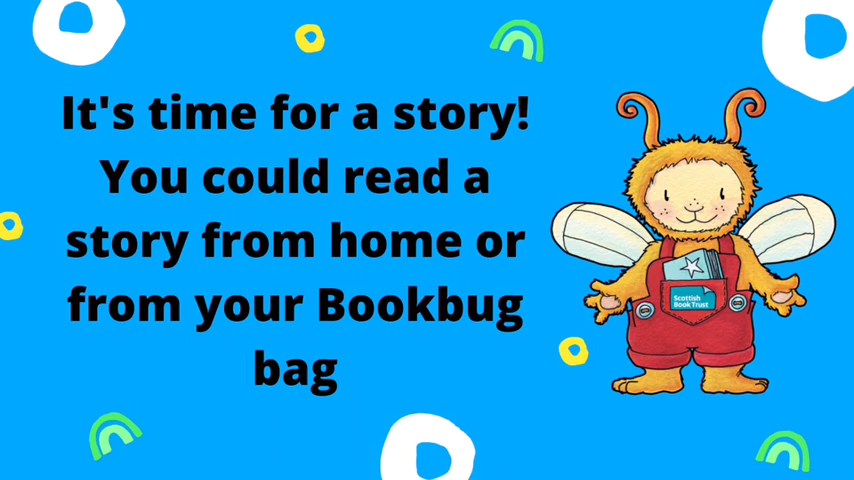 It's time for a story!
You could read a
story from home or
from your Bookbug
bag
Scottish
Book Trust